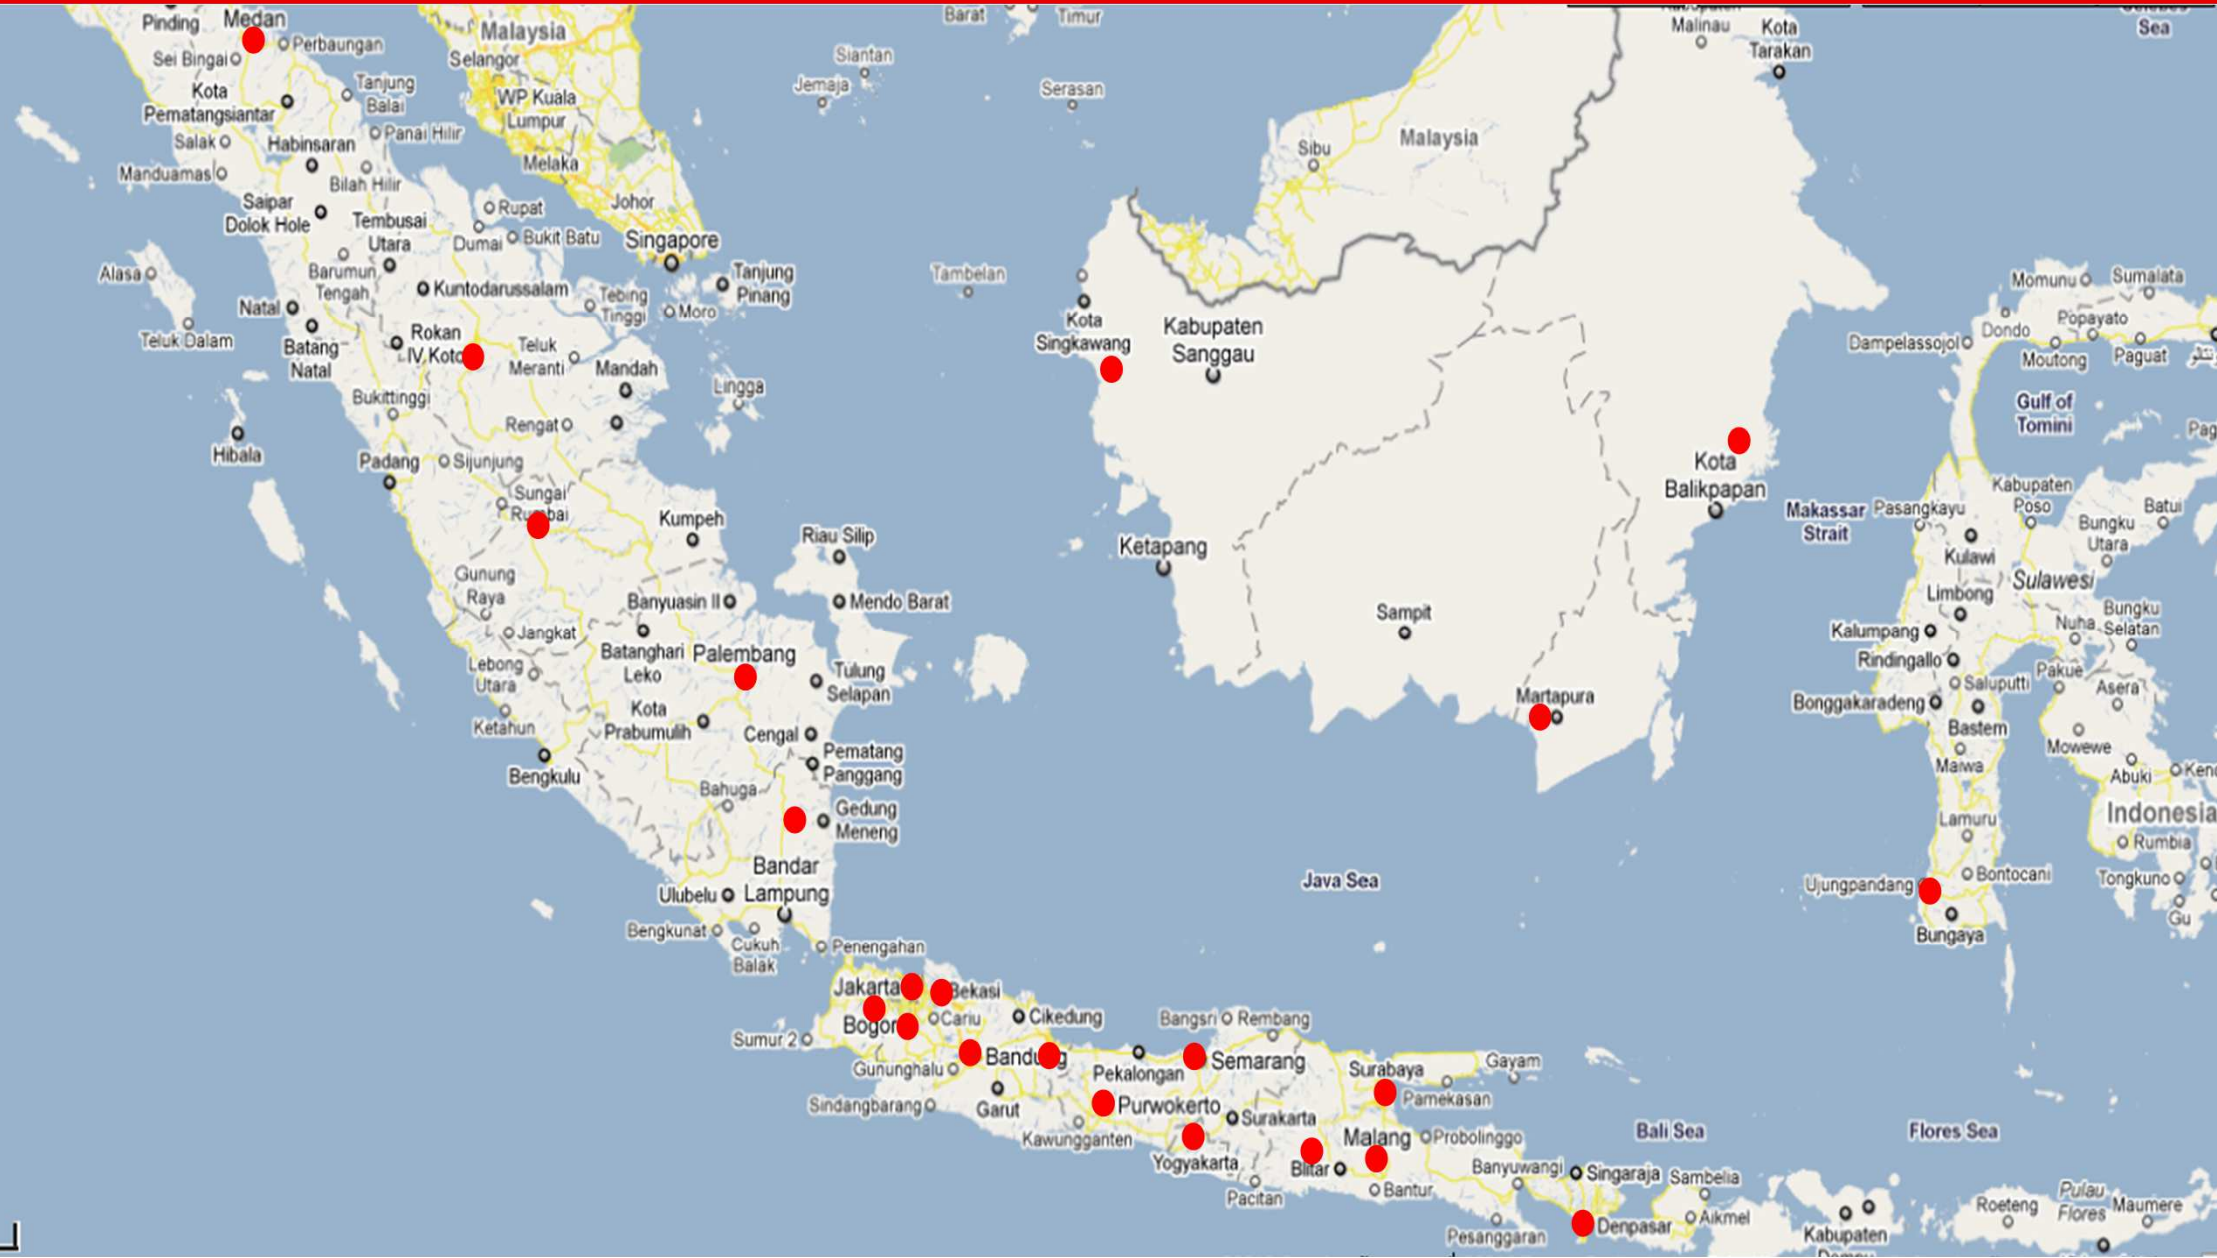 Pinding
Medan
Perbaungan
Sei Bingai
Kota
Pematangsiantar
Tanjung
Balai
Salak
Habinsaran
Panai Hilir
Manduamas
Bilah Hilir
Saipar
Dolok Hole
Tembusai
Utara
Rupat
Dumai
Bukit Batu
Alasa
Barumun
Tengah
Kuntodarussalam
Natal
Teluk Dalam
Batang
Natal
Rokan
IV Koto
Teluk
Meranti
Mandah
Tebing
Tinggi
Moro
Bukittinggi
Rengat
Lingga
Hibala
Padang
Sijunjung
Sungai
Kumpeh
Gunung
Raya
Jangkat
Banyuasin II
Batanghari
Leko
Palembang
Lebong
Utara
Ketahun
Kota
Prabumulih
Bengkulu
Riau Silip
Mendo Barat
Tulung
Selapan
Cengal
Pematang
Panggang
Bahuga
Gedung
Meneng
Bandar
Lampung
Ulubelu
Bengkunat
Cukuh
Balak
Penengahan
Malaysia
Selangor
WP Kuala
Lumpur
Melaka
Johor
Singapore
Tanjung
Pinang
Barat
Timur
Siantan
Jemaja
Serasan
Tambelan
Sibu
Malaysia
Malinau
Kota
Tarakan
Sea
Kota
Singkawang
Kabupaten
Sanggau
Ketapang
Sampit
Martapura
Kota
Balikpapan
Makassar
Strait
Momunu
Sumalata
Dondo
Popayato
Dampelassojol
Moutong
Paguat
Gulf of
Tomini
Pasangkayu
Kabupaten
Poso
Batui
Bungku
Utara
Kulawi
Sulawesi
Limbong
Kalumpang
Nuha
Bungku
Selatan
Rindingallo
Saluputti
Pakue
Asera
Bonggakaradeng
Bastem
Mowewe
Maiwa
Abuki
Indonesia
Lamuru
Rumbia
Ujungpandang
Bontocani
Tongkuno
Gu
Bungaya
Java Sea
Jakarta
Bekasi
Bogor
Cariu
Cikedung
Sumur 2
Gununghalu
Sindangbarang
Garut
Pekalongan
Bangsri
Rembang
Semarang
Purwokerto
Kawungganten
Surakarta
Yogyakarta
Pacitan
Surabaya
Gayam
Pamekasan
Malang
Probolinggo
Blitar
Bantur
Banyuwangi
Pesanggaran
Bali Sea
Flores Sea
Singaraja
Sambelia
Denpasar
Aikmel
Kabupaten
Roeteng
Pulau
Flores
Maumere